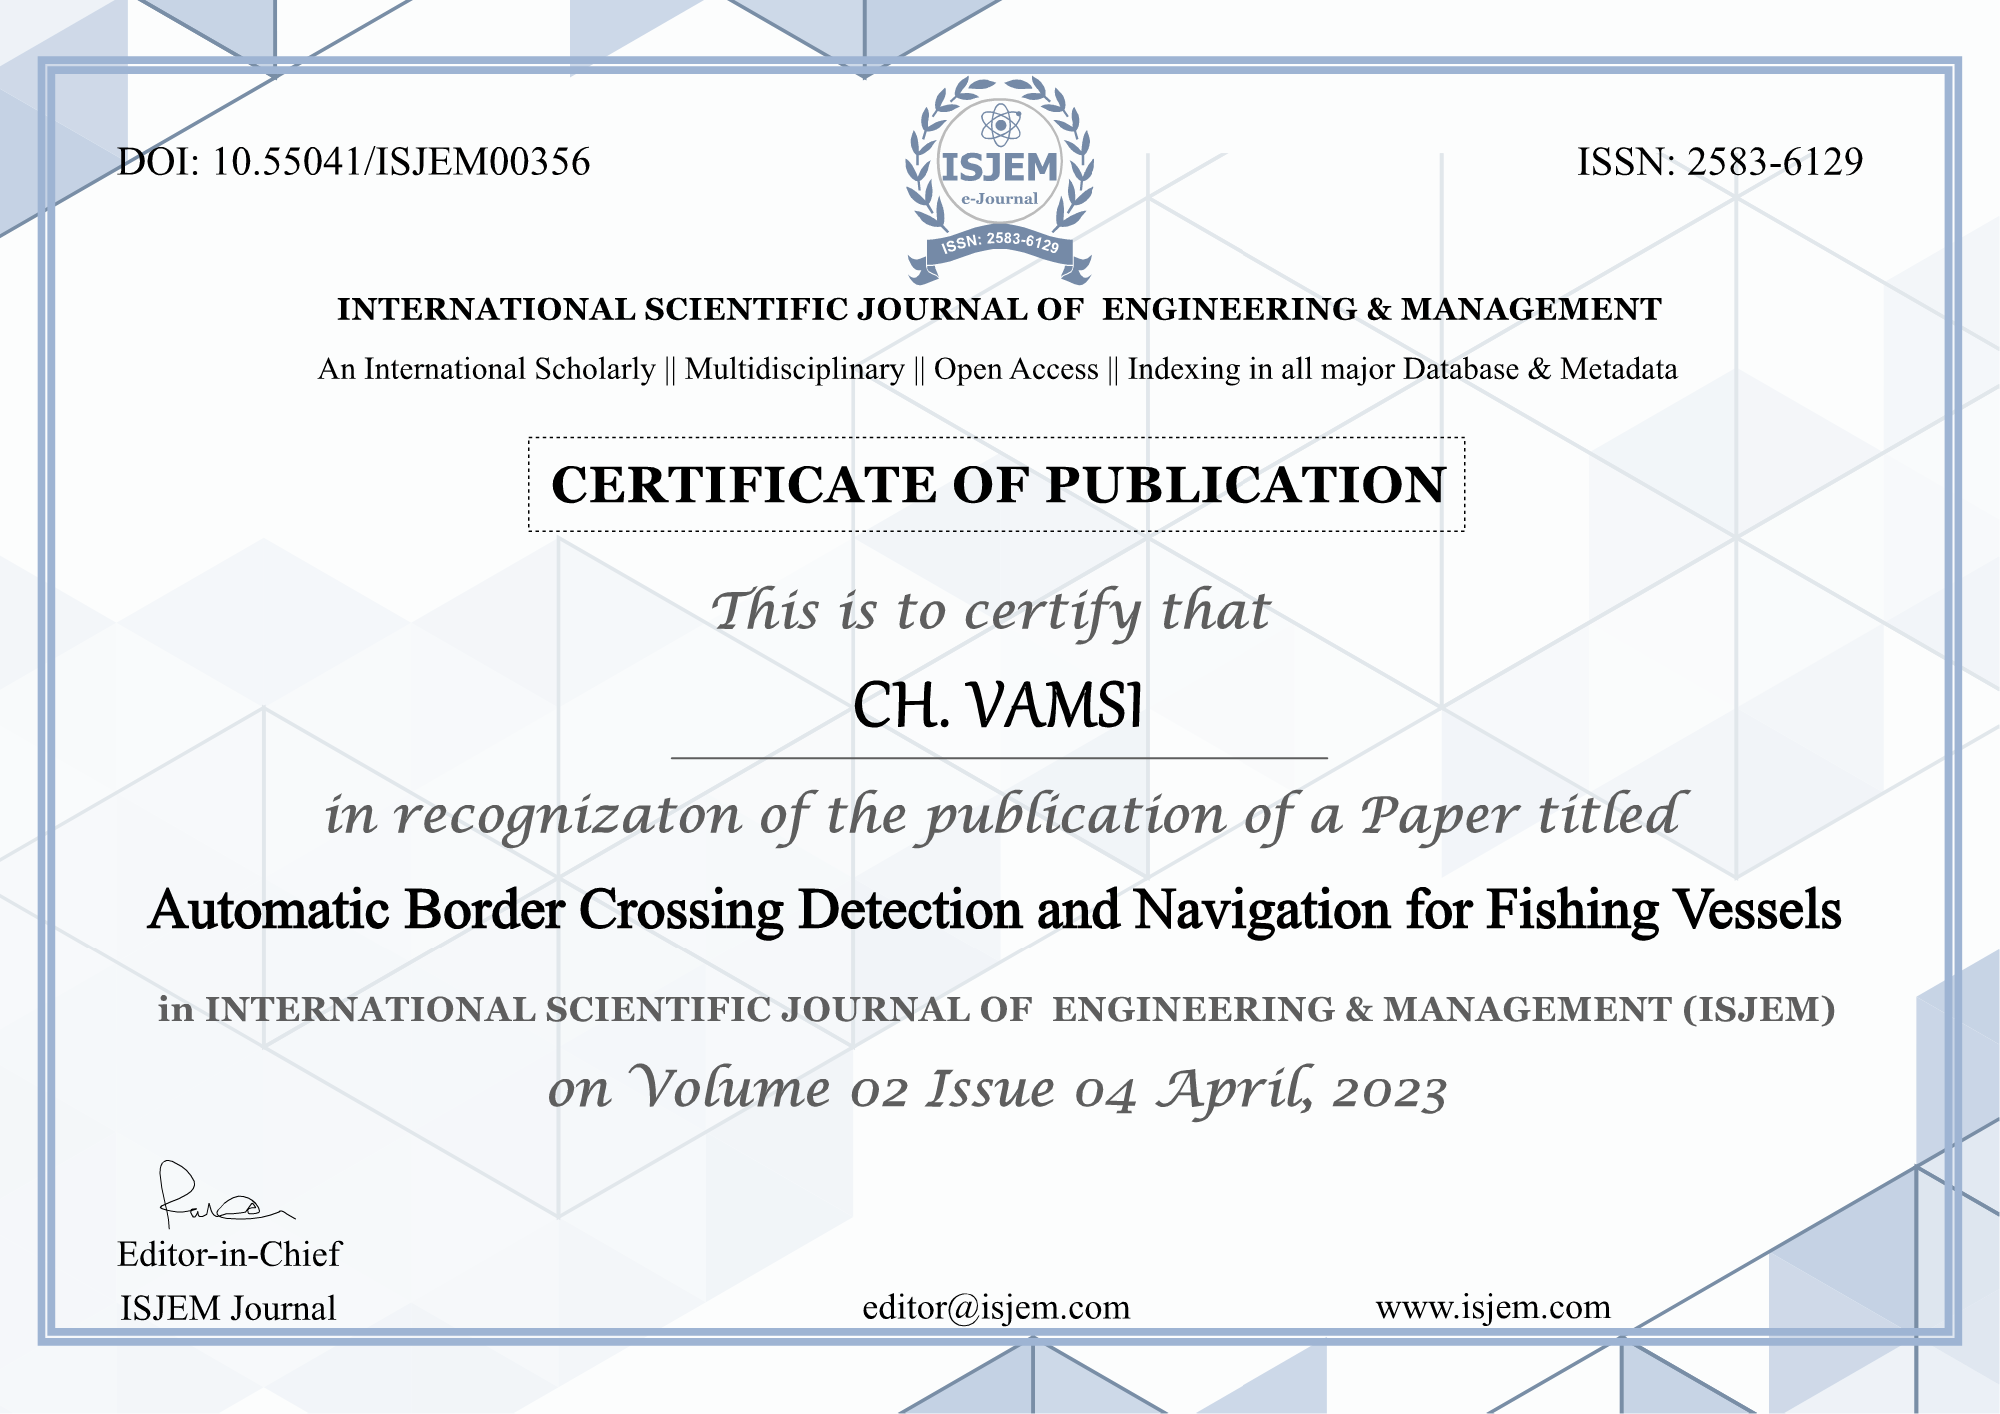 DOI: 10.55041/ISJEM00356
ISSN: 2583-6129
ISJEM
e-Journal
ISSN: 2583-6129
INTERNATIONAL SCIENTIFIC JOURNAL OF ENGINEERING & MANAGEMENT
An International Scholarly || Multidisciplinary || Open Access || Indexing in all major Database & Metadata
CERTIFICATE OF PUBLICATION
This is to certify that
CH. VAMSI
in recognizaton of the publication of a Paper titled
Automatic Border Crossing Detection and Navigation for Fishing Vessels
in INTERNATIONAL SCIENTIFIC JOURNAL OF ENGINEERING & MANAGEMENT (ISJEM)
on Volume 02 Issue 04 April, 2023
Editor-in-Chief
ISJEM Journal
editor@isjem.com
www.isjem.com